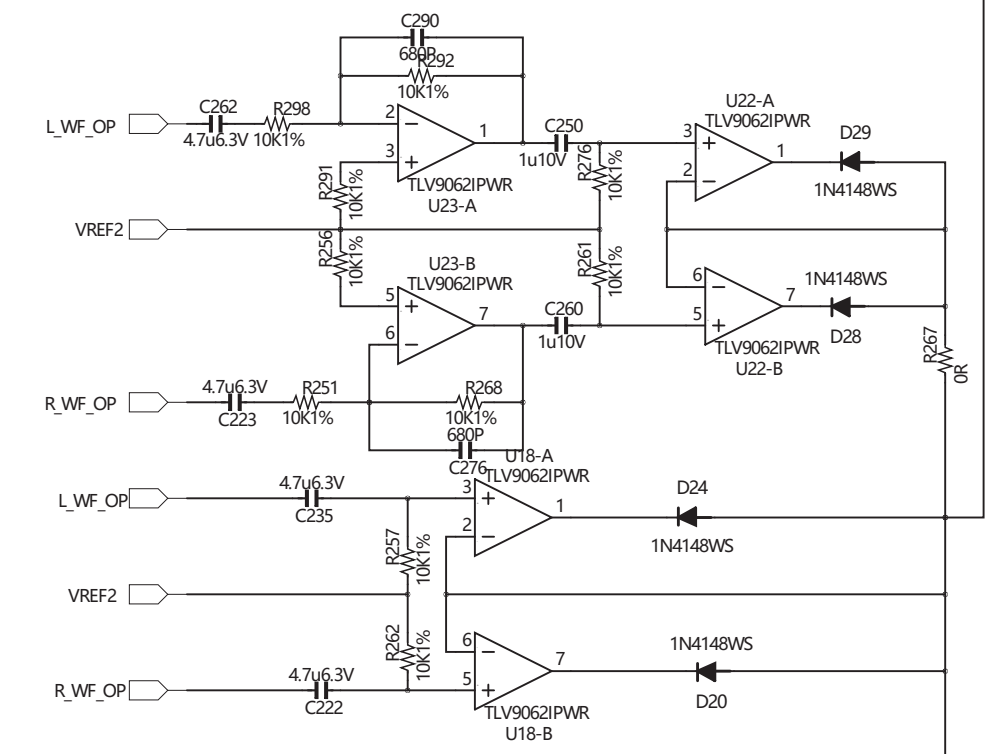 C290
680P
R292
10K1%
C262
R298
L_WF_OP
4.7u6.3V
10K1%
2
3
1
TLV9062IPWR
U23-A
C250
1u10V
R276
10K1%
U22-A
TLV9062IPWR
3
2
1
D29
1N4148WS
R291
10K1%
VREF2
R256
10K1%
U23-B
TLV9062IPWR
5
6
7
R261
10K1%
C260
1u10V
6
5
7
TLV9062IPWR
U22-B
1N4148WS
D28
R267
0R
R_WF_OP
4.7u6.3V
C223
R251
10K1%
R268
10K1%
680P
C276
U18-A
TLV9062IPWR
L_WF_OP
4.7u6.3V
C235
3
2
1
D24
1N4148WS
R257
10K1%
VREF2
R262
10K1%
6
5
7
1N4148WS
D20
R_WF_OP
4.7u6.3V
C222
TLV9062IPWR
U18-B